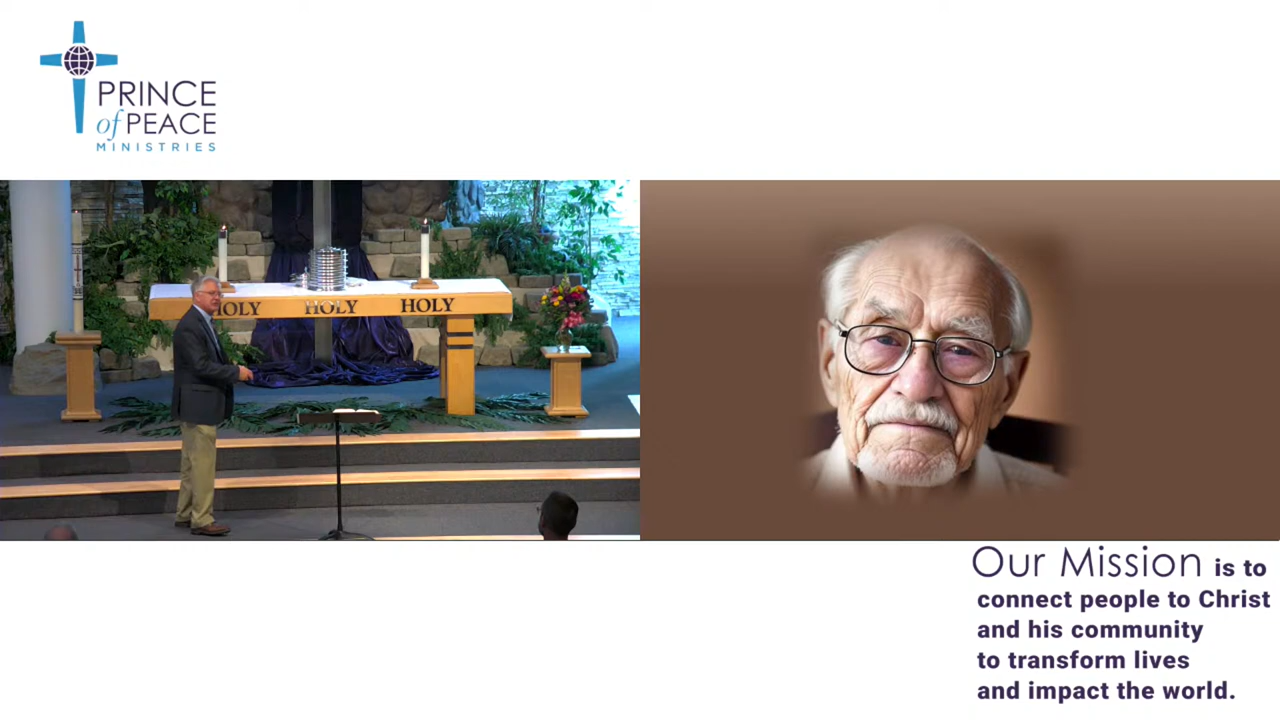 PRINCE
of PEACE
MINISTRIES
HOLY HOLY HOLY
Our Mission is to
connect people to Christ
and his community
to transform lives
and impact the world.